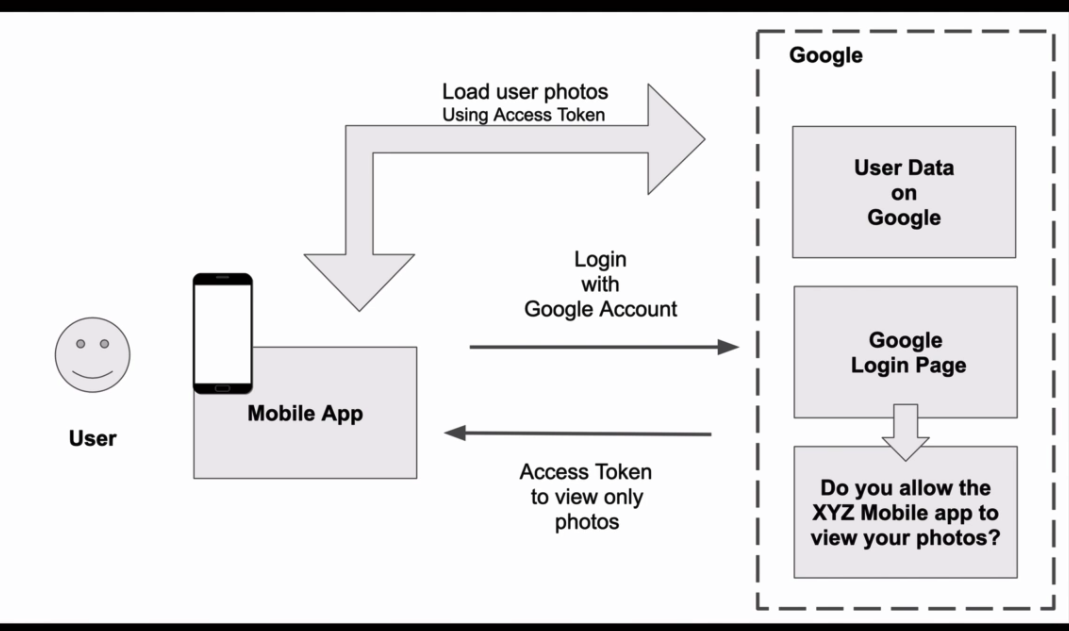 Google
Load user photos
Using Access Token
User Data
on
Google
Login
with
Google Account
Google
Login Page
Mobile App
User
Access Token
to view only
photos
Do you allow the
XYZ Mobile app to
view your photos?